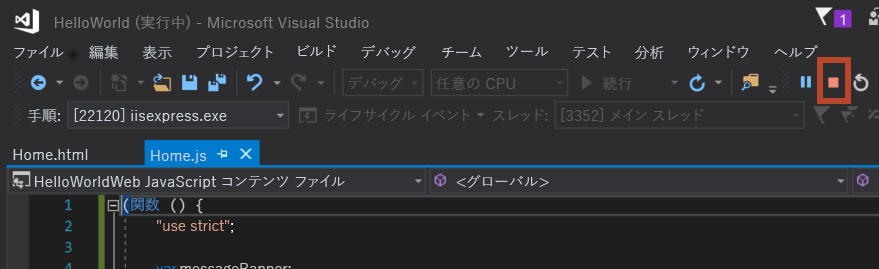 HelloWorld (実行中) - Microsoft Visual Studio
1
ファイル 編集 表示 プロジェクト ビルド デバッグ チーム ツール テスト 分析 ウィンドウ ヘルプ
デバッグ 任意の CPU 続行
手順: [22120] iisexpress.exe ライフサイクル イベント スレッド: [3352] メイン スレッド
Home.html Home.js
HelloWorldWeb JavaScript コンテンツ ファイル <グローバル>
1 (関数 () {
2 "use strict";
3
4 var messageBanner;